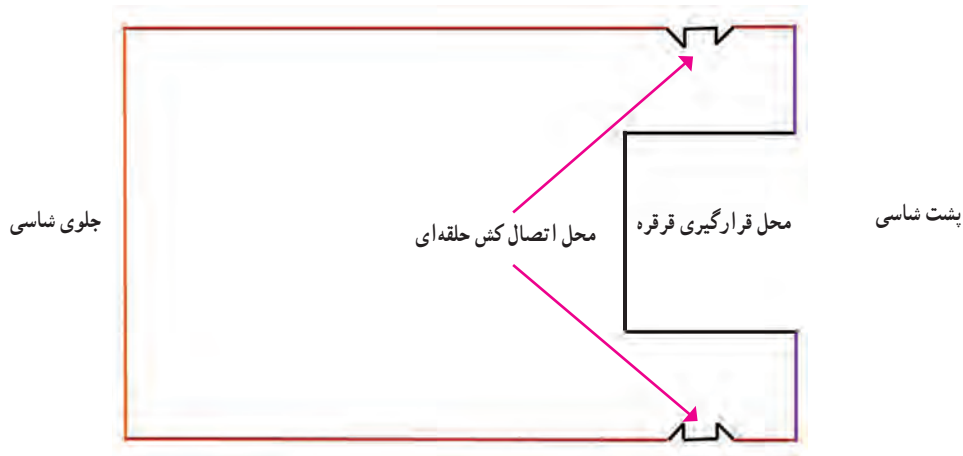 پشت شاسی
محل قرارگیری قرقره
محل اتصال کش حلقه‌ای
جلوی شاسی